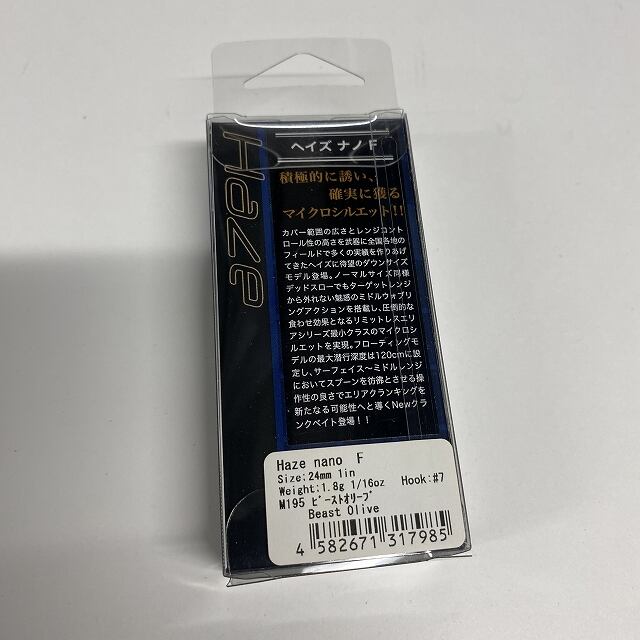 Haze
ヘイズ ナノ F
積極的に誘い、
確実に獲る
マイクロシルエット!!
カバー範囲の広さとレンジコント
ロール性の高さを武器に全国各地の
フィールドで多くの実績を作りあげ
てきたヘイズに待望のダウンサイズ
モデル登場。ノーマルサイズ同様
デッドスローでもターゲットレンジ
から外れない魅惑のミドルウォブリ
ングアクションを搭載し、圧倒的な
食わせ効果となるリミットレスエリ
アシリーズ最小クラスのマイクロシ
ルエットを実現。フローティングモ
デルの最大潜行深度は120cmに設
定し、サーフェイス~ミドルレンジ
においてスプーンを彷彿とさせる操
作性の良さでエリアクランキングを
新たなる可能性へと導くNewクラ
ンクベイト登場!!
Haze nano F
Size:24mm 1in
Weight:1.8g 1/16oz Hook:#7
M195 ビーストオリーブ
Beast Olive
4 582671 317985